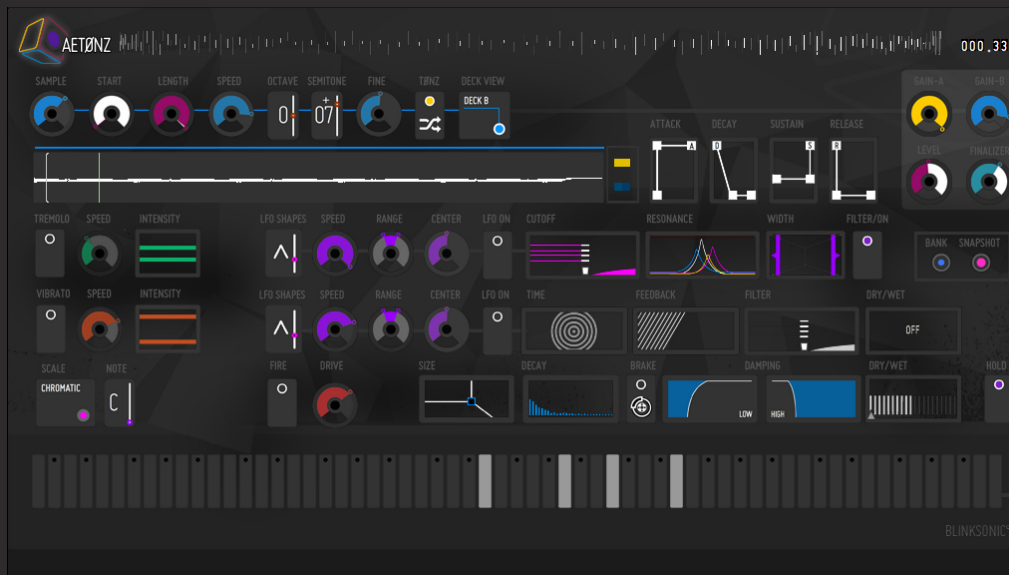 AETØNZ
000.33
SAMPLE START LENGTH SPEED OCTAVE SEMITONE FINE TØNZ DECK VIEW GAIN-A GAIN-B
0 +07 DECK B
ATTACK DECAY SUSTAIN RELEASE
A D S R
LEVEL FINALIZER
TREMOLO SPEED INTENSITY LFO SHAPES SPEED RANGE CENTER LFO ON CUTOFF RESONANCE WIDTH FILTER/ON
BANK SNAPSHOT
VIBRATO SPEED INTENSITY LFO SHAPES SPEED RANGE CENTER LFO ON TIME FEEDBACK FILTER DRY/WET
OFF
SCALE NOTE FIRE DRIVE SIZE DECAY BRAKE DAMPING DRY/WET HOLD
CHROMATIC C LOW HIGH
BLINKSONIC